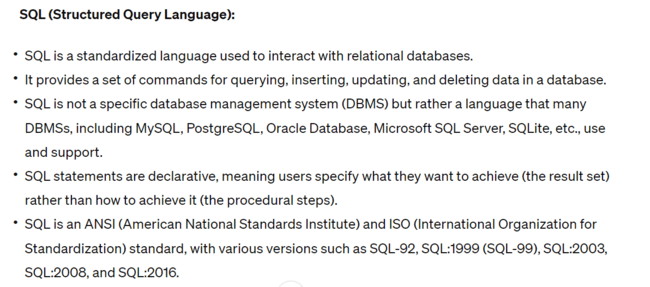 SQL (Structured Query Language):
• SQL is a standardized language used to interact with relational databases.
• It provides a set of commands for querying, inserting, updating, and deleting data in a database.
• SQL is not a specific database management system (DBMS) but rather a language that many
DBMSs, including MySQL, PostgreSQL, Oracle Database, Microsoft SQL Server, SQLite, etc., use
and support.
• SQL statements are declarative, meaning users specify what they want to achieve (the result set)
rather than how to achieve it (the procedural steps).
• SQL is an ANSI (American National Standards Institute) and ISO (International Organization for
Standardization) standard, with various versions such as SQL-92, SQL:1999 (SQL-99), SQL:2003,
SQL:2008, and SQL:2016.